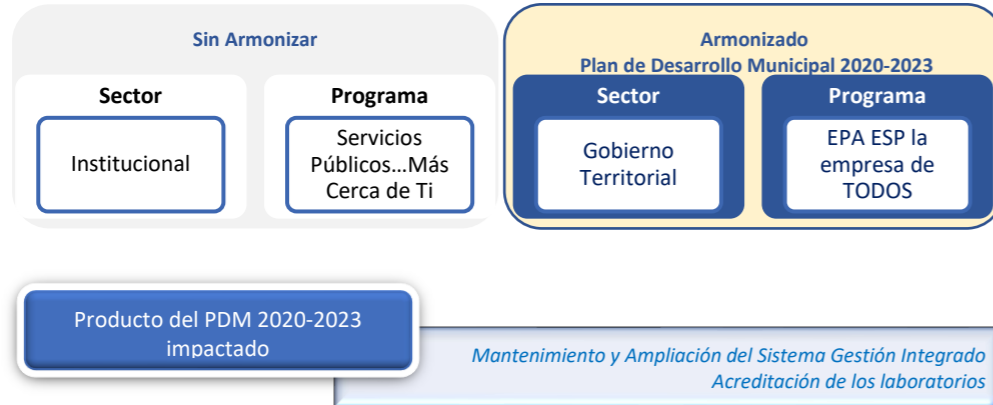 Sin Armonizar
Sector
Institucional
Programa
Servicios
Públicos...Más
Cerca de Ti
Armonizado
Plan de Desarrollo Municipal 2020-2023
Sector
Gobierno
Territorial
Programa
EPA ESP la
empresa de
TODOS
Producto del PDM 2020-2023
impactado
Mantenimiento y Ampliación del Sistema Gestión Integrado
Acreditación de los laboratorios